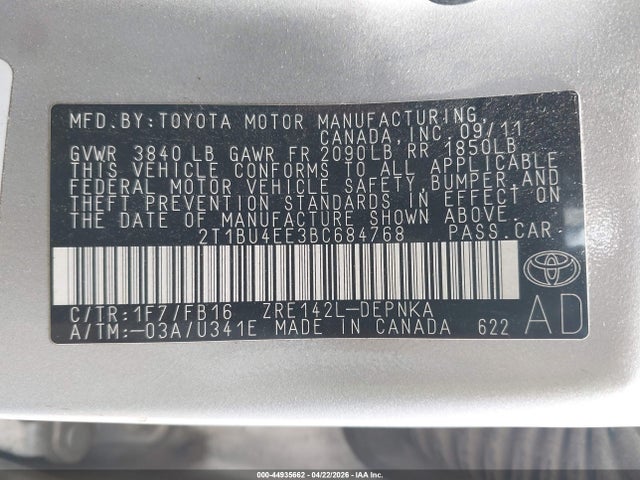 MFD.BY:TOYOTA MOTOR MANUFACTURING,
CANADA,INC.09/11
GVWR 3840 LB GAWR FR 2090LB RR 1850LB
THIS VEHICLE CONFORMS TO ALL APPLICABLE
FEDERAL MOTOR VEHICLE SAFETY,BUMPER,AND
THEFT PREVENTION STANDARDS IN EFFECT ON
THE DATE OF MANUFACTURE SHOWN ABOVE.
2T1BU4EE3BC684768 PASS.CAR
C/TR:1F7/FB16 ZRE142L-DEPNKA
A/TM:-03A/U341E MADE IN CANADA 622
AD
000-44935662 - 04/22/2026 - IAA Inc.